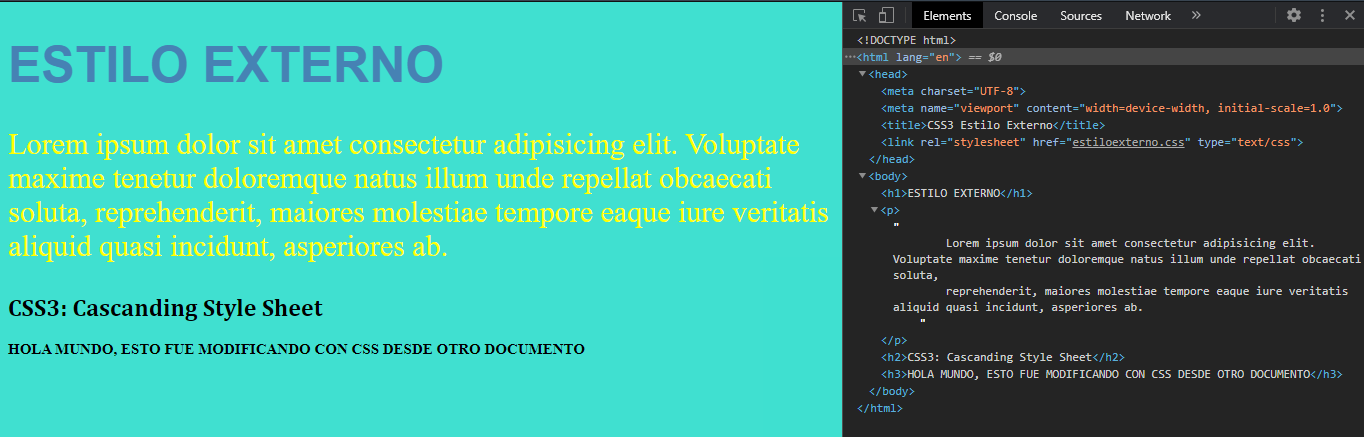 ESTILO EXTERNO
Lorem ipsum dolor sit amet consectetur adipisicing elit. Voluptate
maxime tenetur doloremque natus illum unde repellat obcaecati
soluta, reprehenderit, maiores molestiae tempore eaque iure veritatis
aliquid quasi incidunt, asperiores ab.
CSS3: Cascanding Style Sheet
HOLA MUNDO, ESTO FUE MODIFICANDO CON CSS DESDE OTRO DOCUMENTO
Elements Console Sources Network »
<!DOCTYPE html>
···<html lang="en"> == $0
<head>
<meta charset="UTF-8">
<meta name="viewport" content="width=device-width, initial-scale=1.0">
<title>CSS3 Estilo Externo</title>
<link rel="stylesheet" href="estiloexterno.css" type="text/css">
</head>
<body>
<h1>ESTILO EXTERNO</h1>
<p>
"
Lorem ipsum dolor sit amet consectetur adipisicing elit.
Voluptate maxime tenetur doloremque natus illum unde repellat obcaecati
soluta,
reprehenderit, maiores molestiae tempore eaque iure veritatis
aliquid quasi incidunt, asperiores ab.
"
</p>
<h2>CSS3: Cascanding Style Sheet</h2>
<h3>HOLA MUNDO, ESTO FUE MODIFICANDO CON CSS DESDE OTRO DOCUMENTO</h3>
</body>
</html>